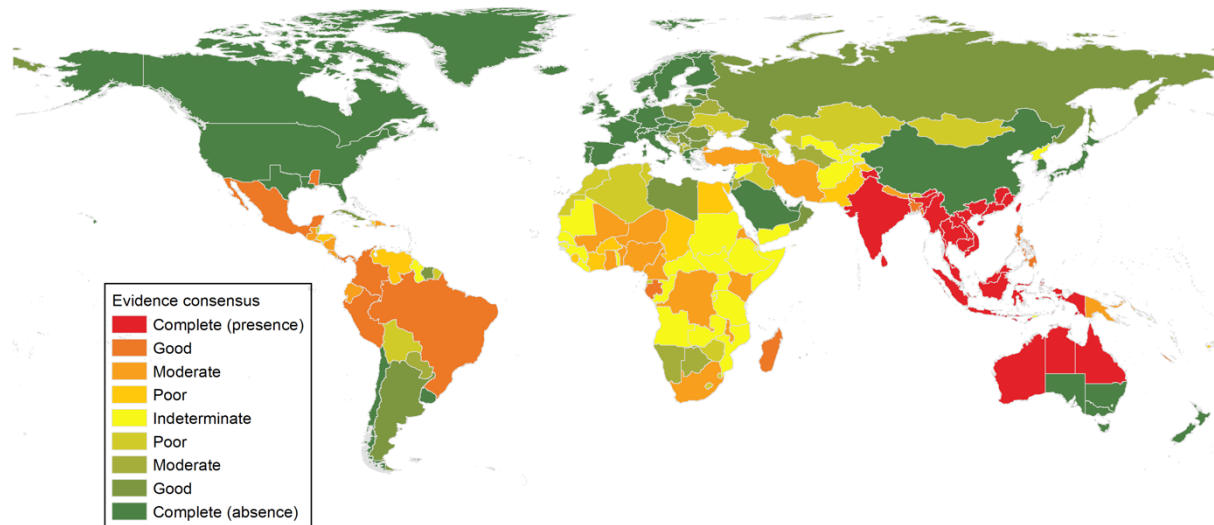 Evidence consensus
Complete (presence)
Good
Moderate
Poor
Indeterminate
Poor
Moderate
Good
Complete (absence)